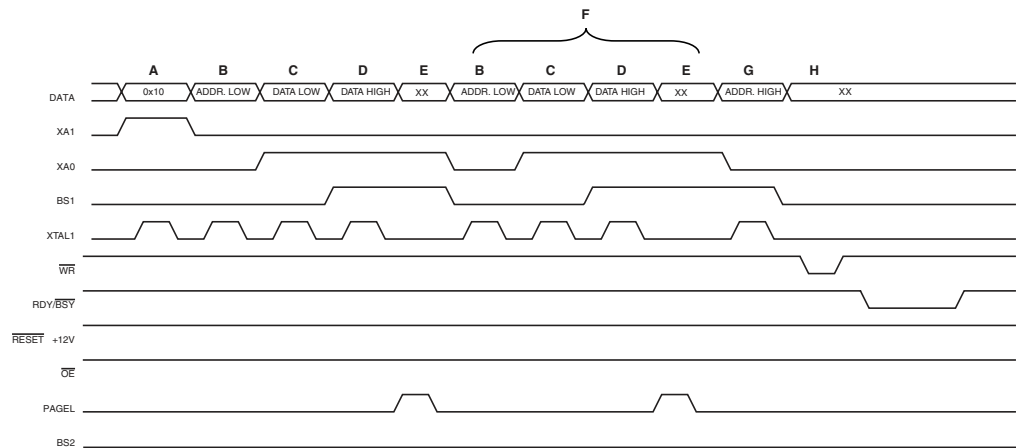 F
A B C D E B C D E G H
DATA 0x10 ADDR. LOW DATA LOW DATA HIGH XX ADDR. LOW DATA LOW DATA HIGH XX ADDR. HIGH XX
XA1
XA0
BS1
XTAL1
WR
RDY/BSY
RESET +12V
OE
PAGEL
BS2